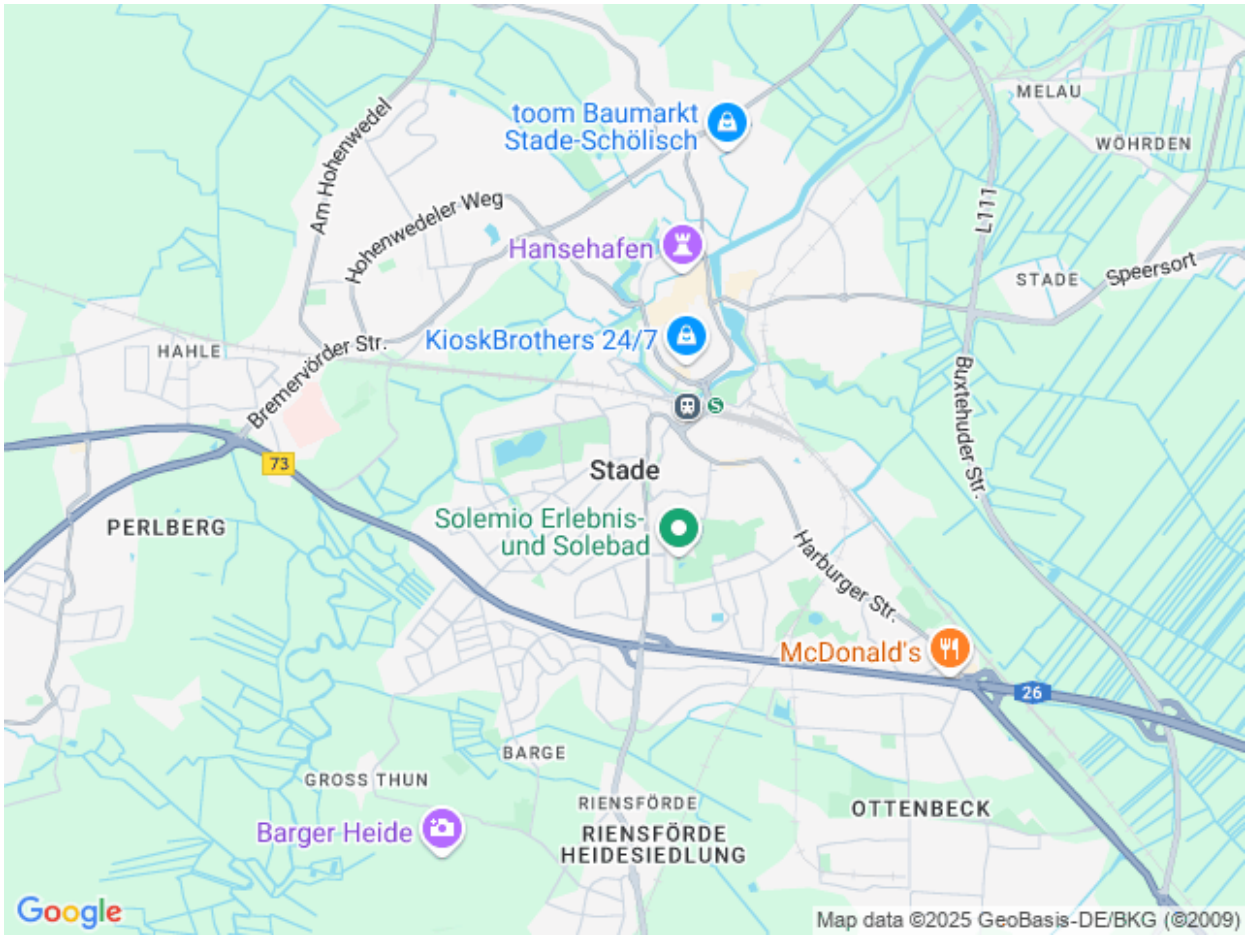 toom Baumarkt
Stade-Schölisch
MELAU
WÖHRDEN
Am Hohenwedel
Hohenwedeler Weg
L111
Hansehafen
STADE
Speersort
KioskBrothers 24/7
HAHLE
Bremervörder Str.
Buxtehuder Str.
S
73
Stade
PERLBERG
Solemio Erlebnis-
und Solebad
Harburger Str.
McDonald's
26
BARGE
GROSS THUN
RIENSFÖRDE
OTTENBECK
Barger Heide
RIENSFÖRDE
HEIDESIEDLUNG
Google
Map data ©2025 GeoBasis-DE/BKG (©2009)